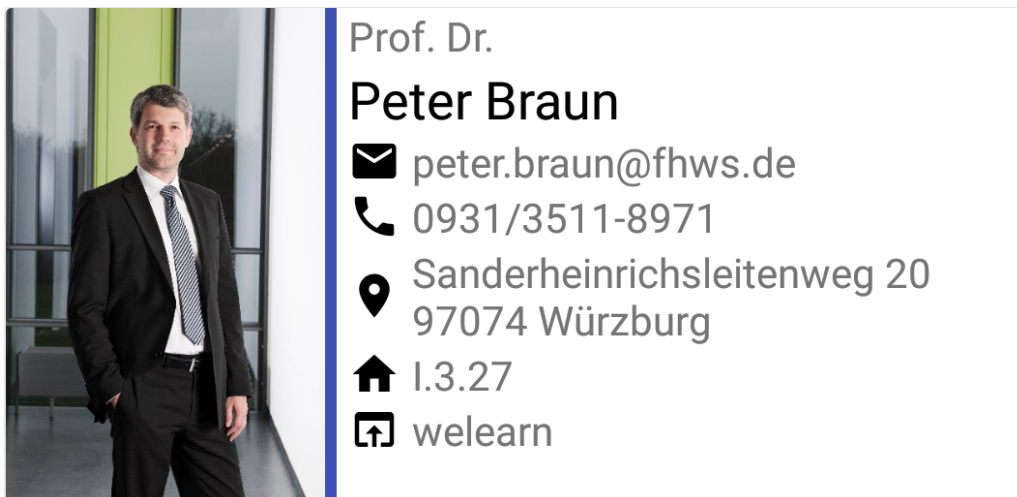 Prof. Dr.
Peter Braun
peter.braun@fhws.de
0931/3511-8971
Sanderheinrichsleitenweg 20
97074 Würzburg
I.3.27
welearn